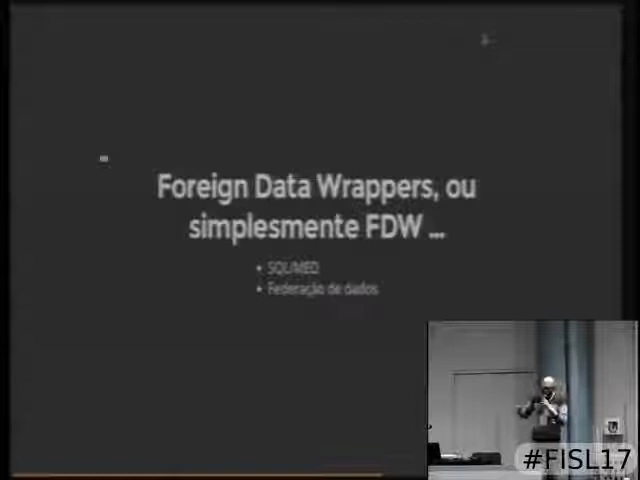 Foreign Data Wrappers, ou
simplesmente FDW ...
• SQL/MED
• Federação de dados
#FISL17